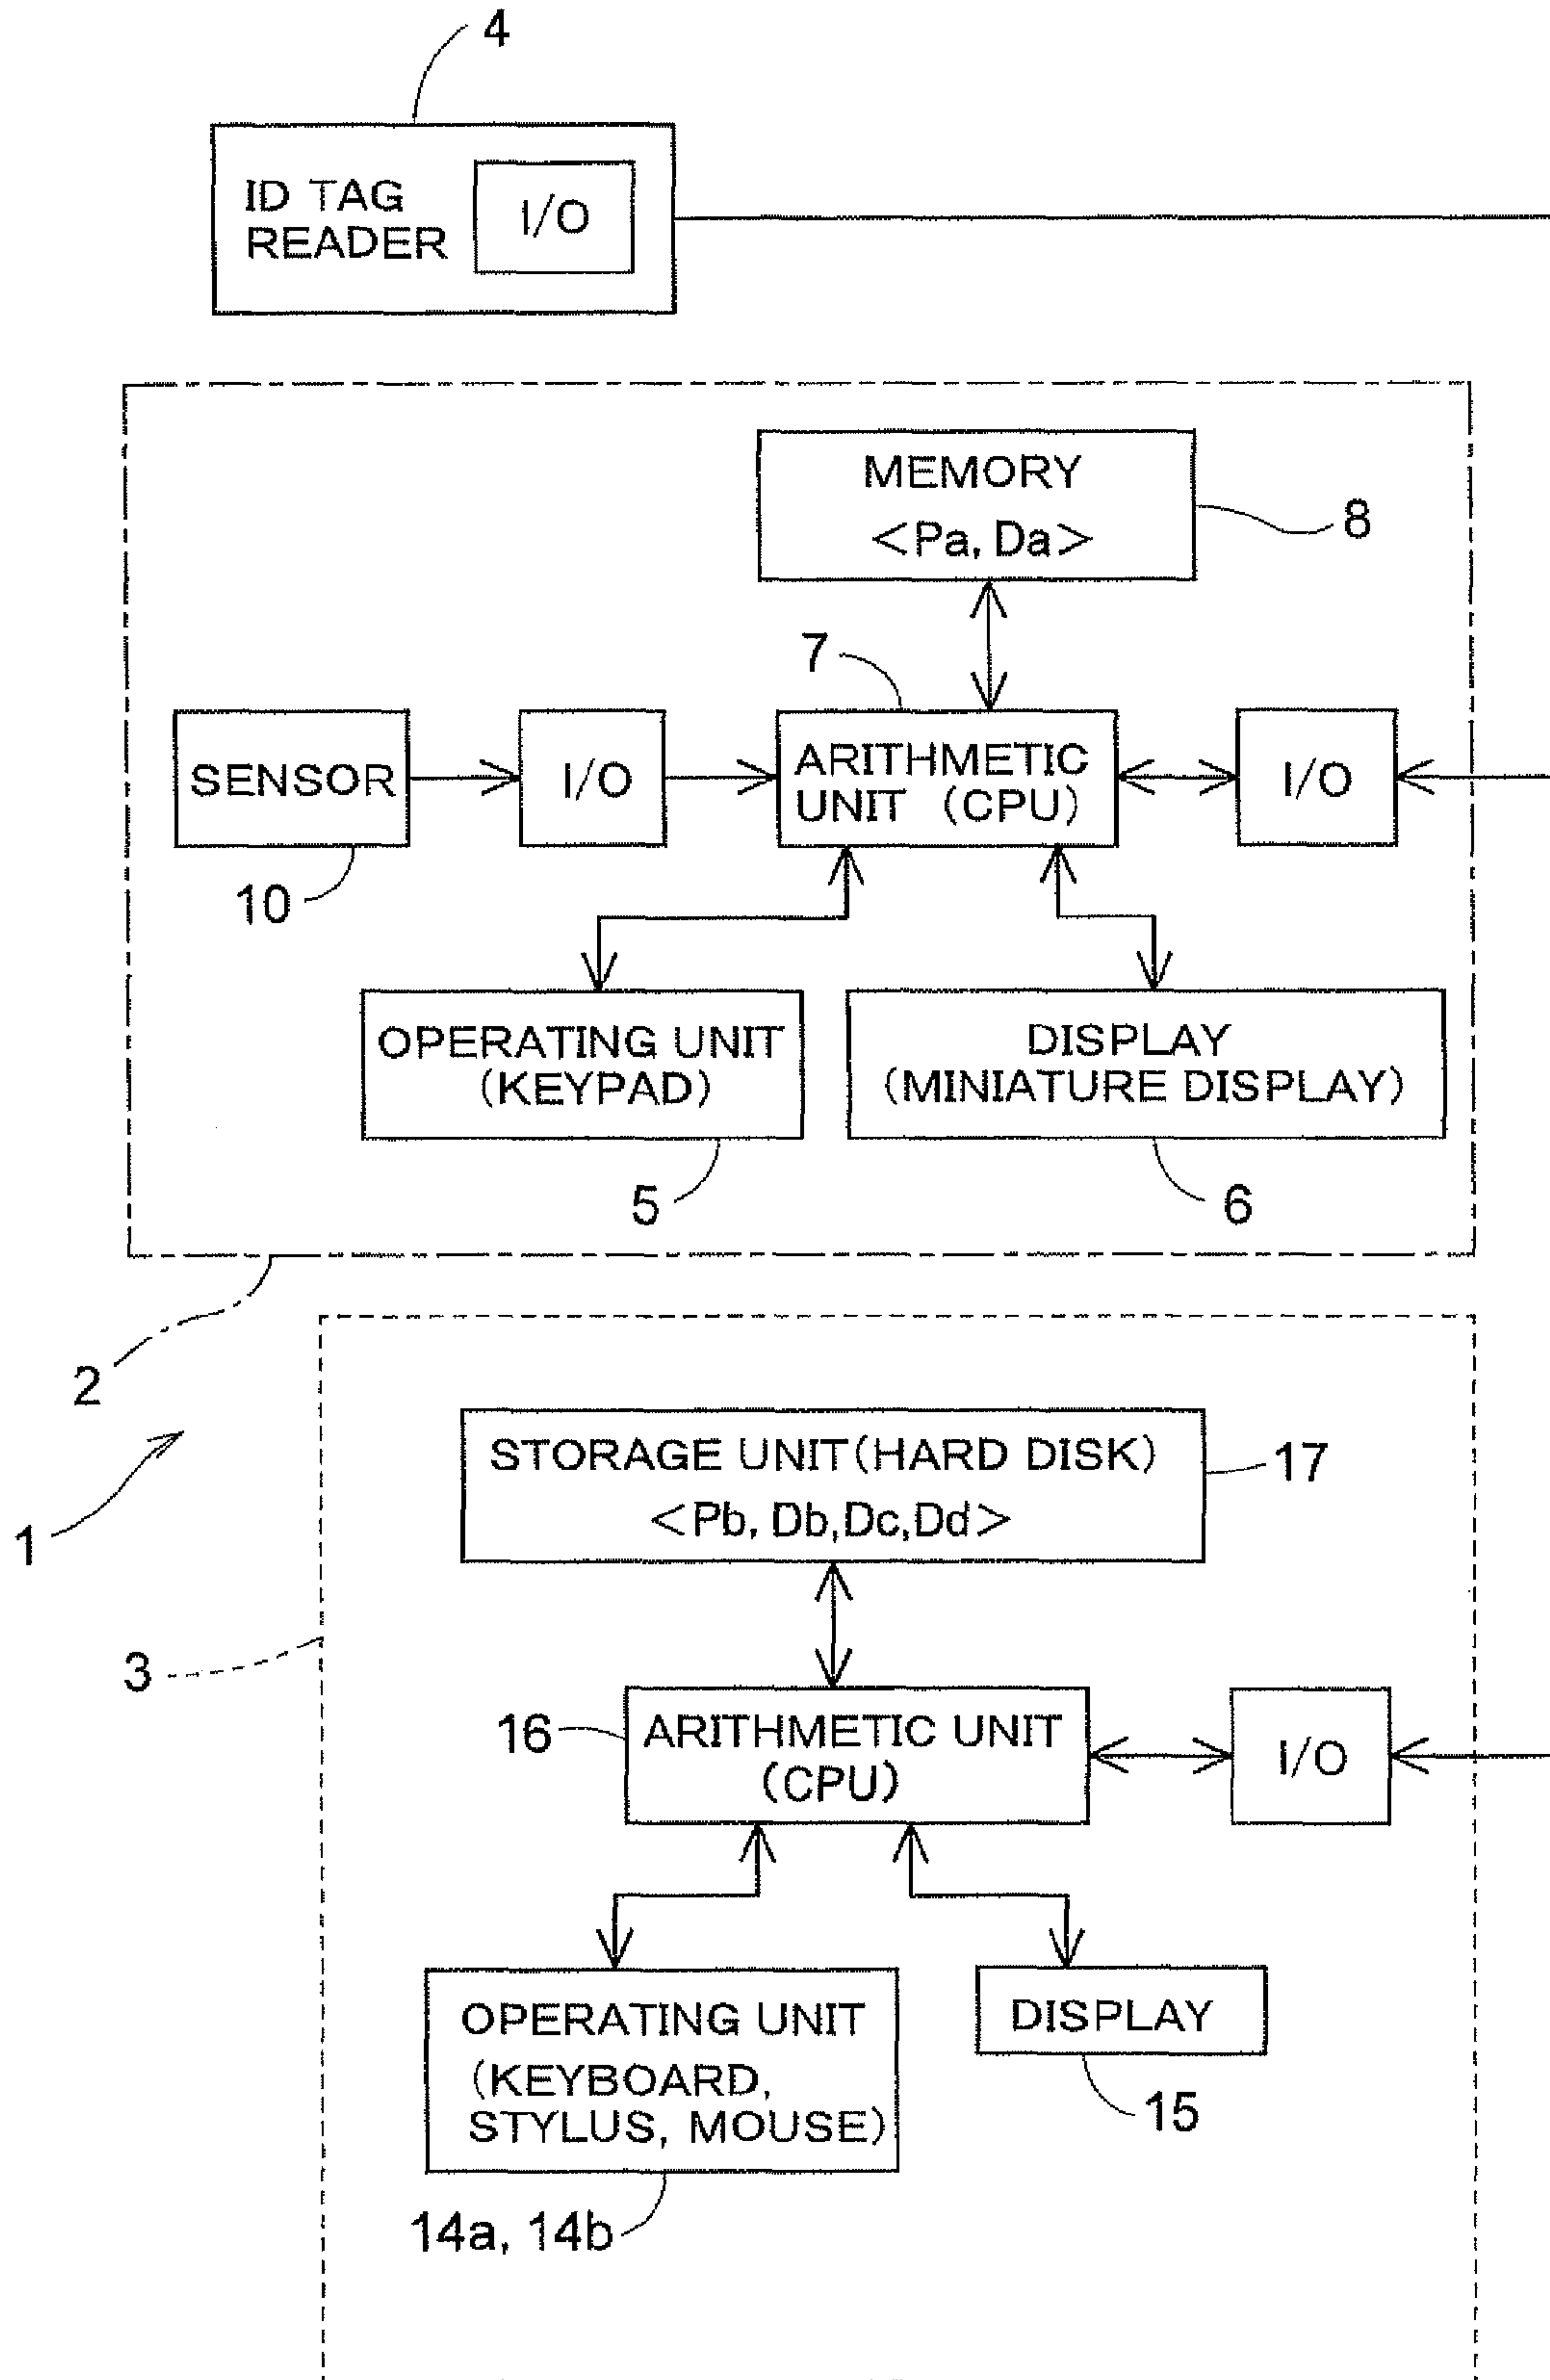 4
ID TAG
READER
I/O
MEMORY
<Pa, Da>
8
7
SENSOR
I/O
ARITHMETIC
UNIT (CPU)
I/O
10
OPERATING UNIT
(KEYPAD)
DISPLAY
(MINIATURE DISPLAY)
5
6
2
1
STORAGE UNIT(HARD DISK)
<Pb, Db,Dc,Dd>
17
3
16
ARITHMETIC UNIT
(CPU)
I/O
OPERATING UNIT
(KEYBOARD,
STYLUS, MOUSE)
DISPLAY
15
14a, 14b